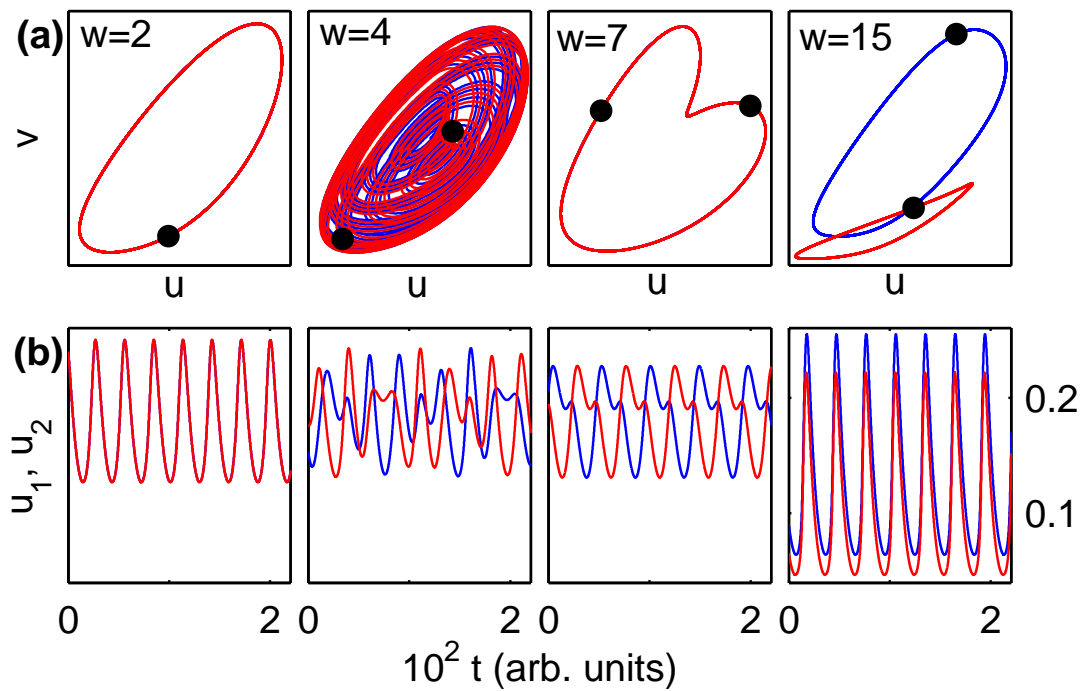 (a) w=2 w=4 w=7 w=15
v
u u u u
(b)
u₁, u₂
0.2
0.1
0 2 0 2 0 2 0 2
10² t (arb. units)